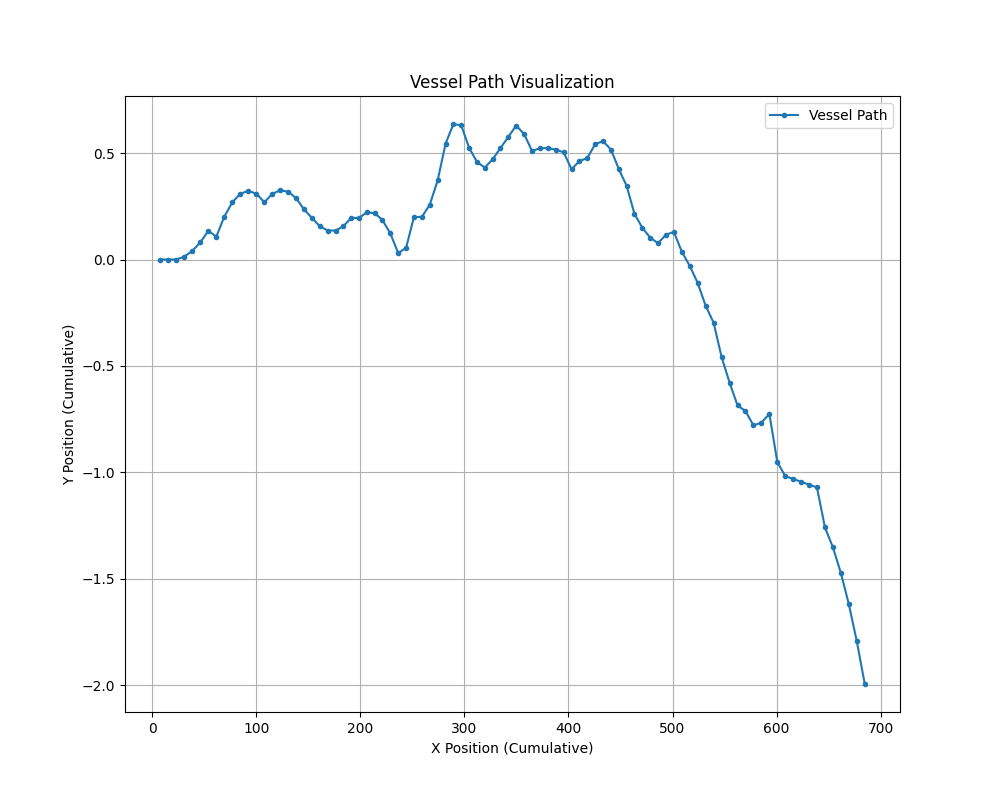 Vessel Path Visualization
Vessel Path
Y Position (Cumulative)
0.5
0.0
−0.5
−1.0
−1.5
−2.0
0 100 200 300 400 500 600 700
X Position (Cumulative)